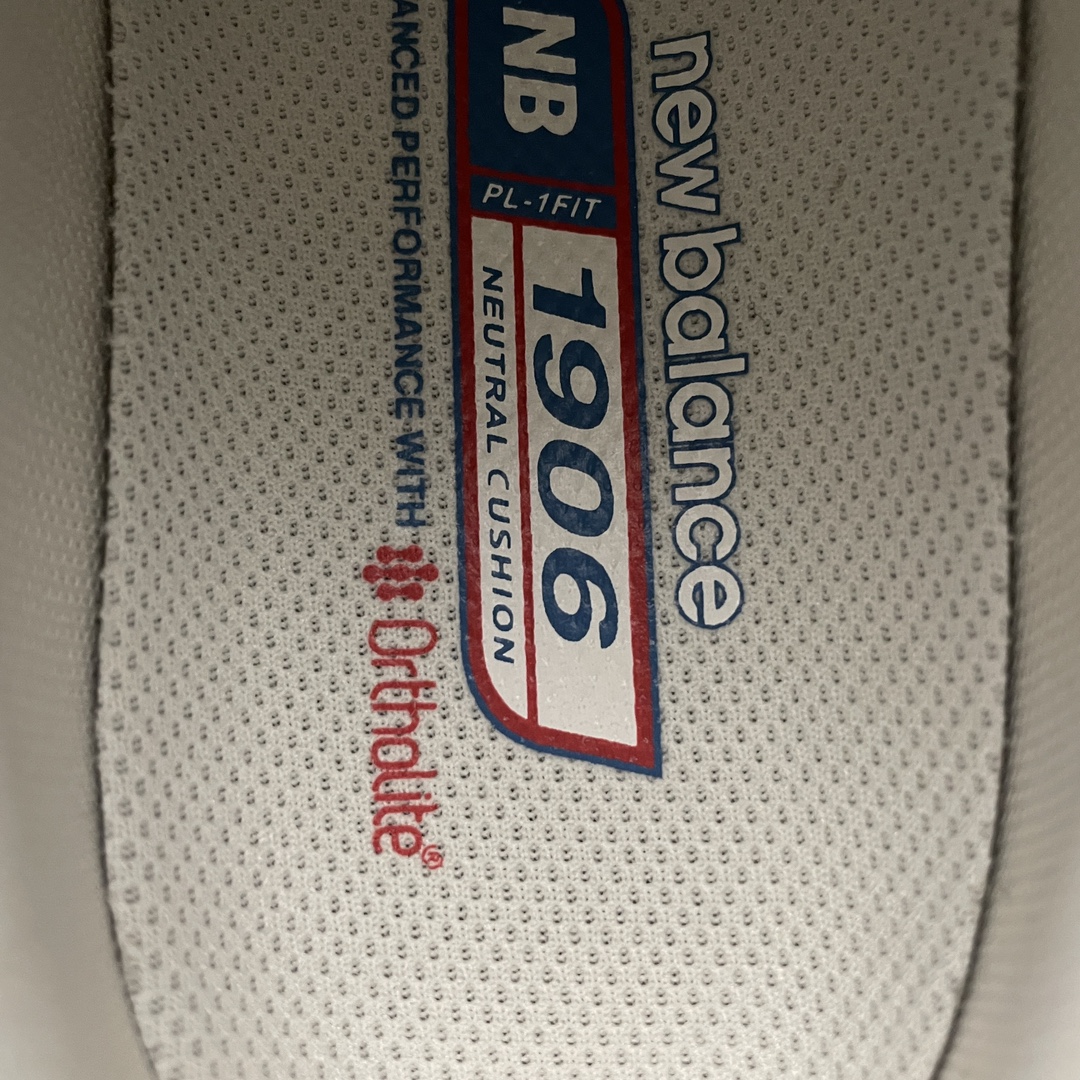 new balance
NB
PL-1FIT
1906
NEUTRAL CUSHION
ANCED PERFORMANCE WITH
OrthoLite®